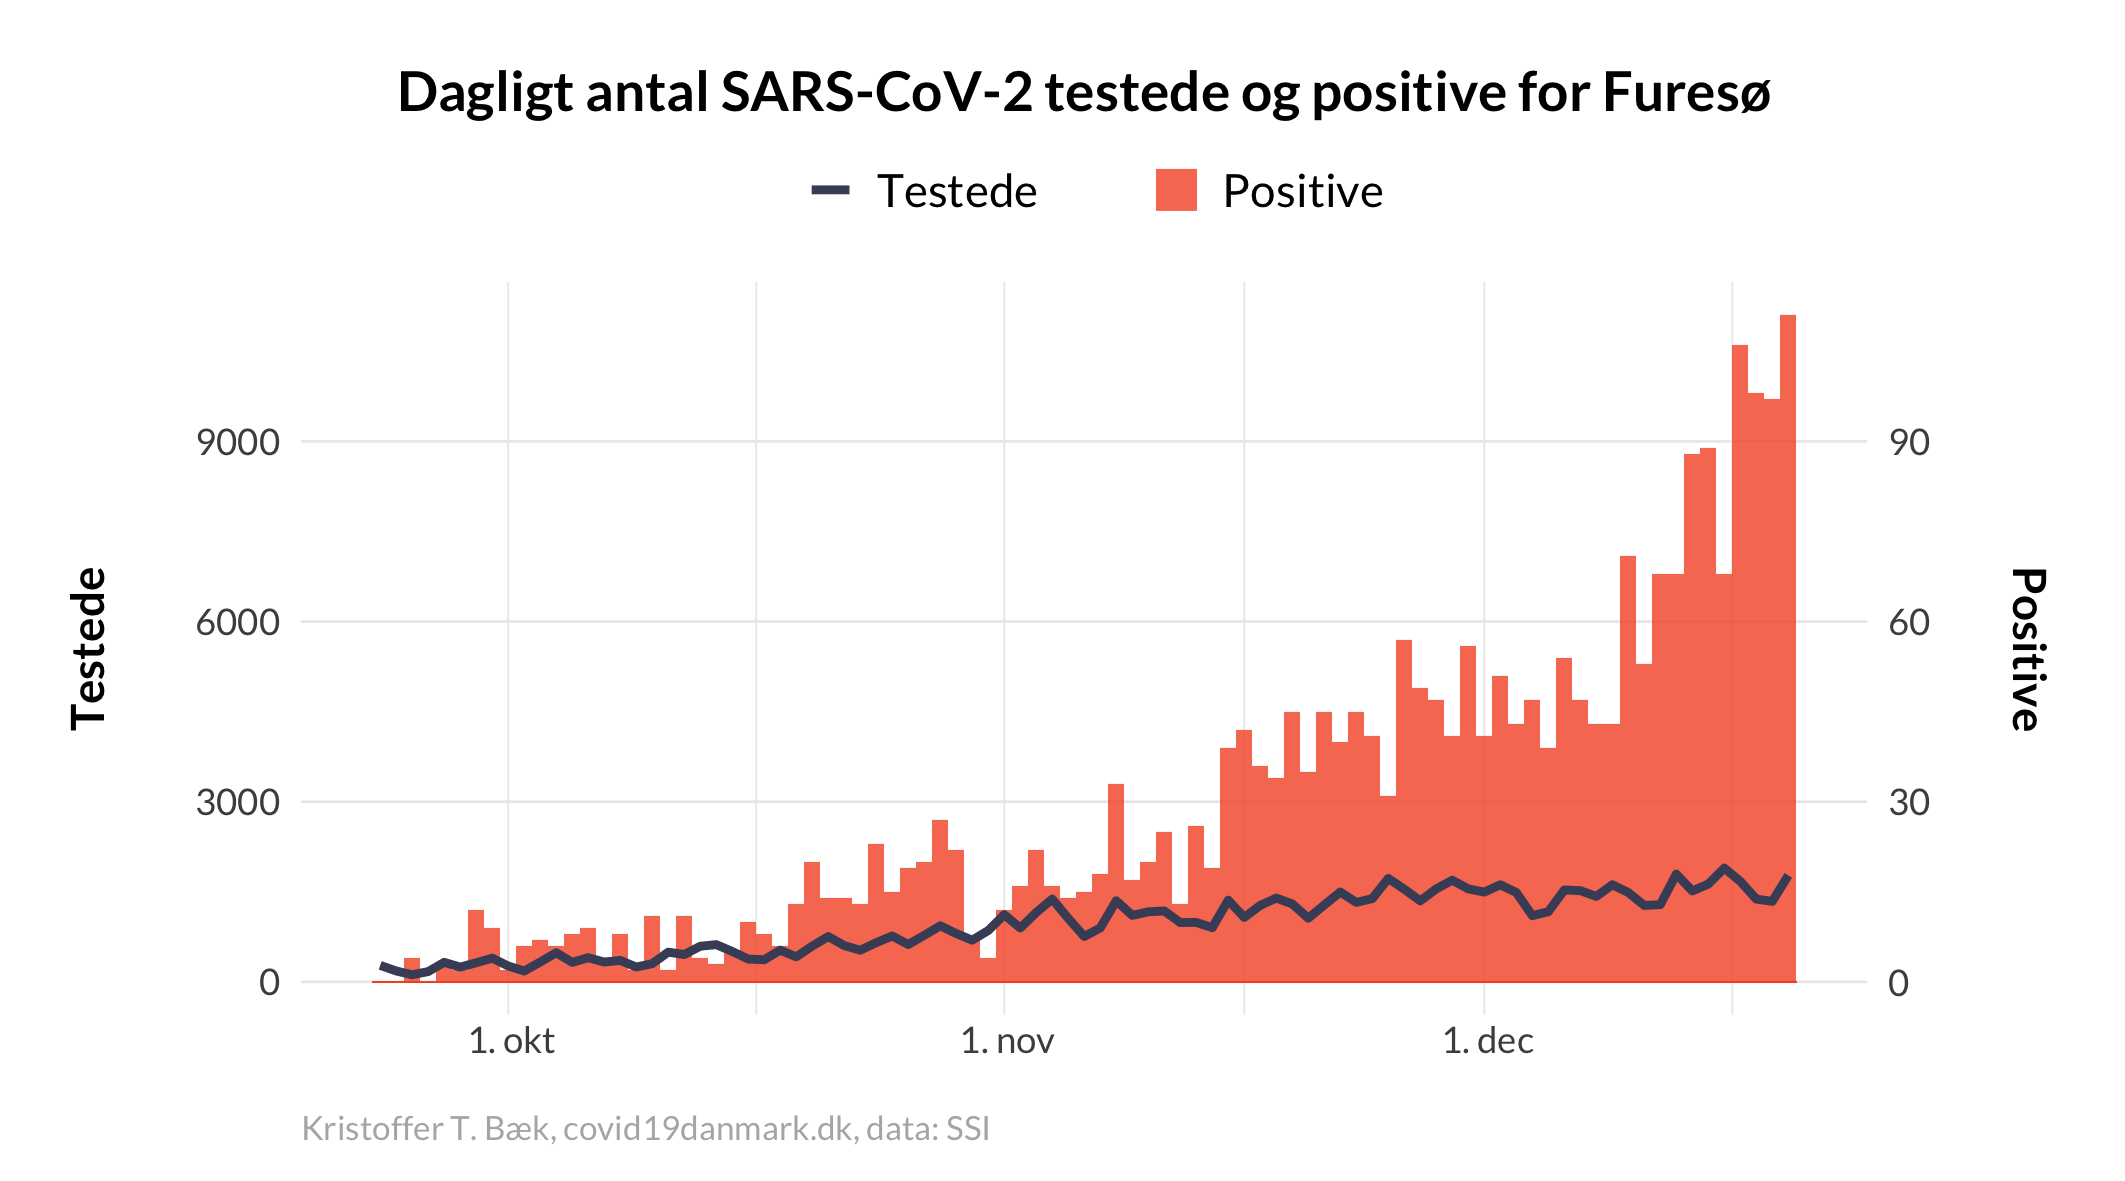 Dagligt antal SARS-CoV-2 testede og positive for Furesø
Testede
Positive
Testede
9000
6000
3000
0
90
60
30
0
Positive
1. okt
1. nov
1. dec
Kristoffer T. Bæk, covid19danmark.dk, data: SSI